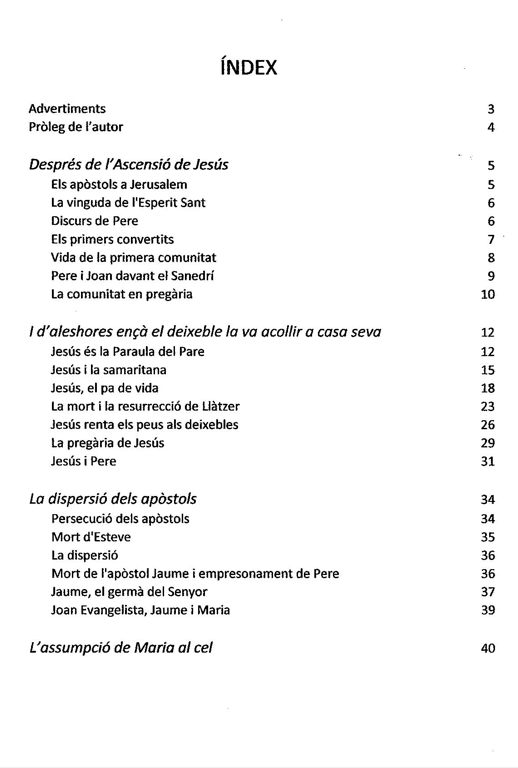 ÍNDEX
Advertiments 3
Pròleg de l'autor 4
Després de l'Ascensió de Jesús 5
Els apòstols a Jerusalem 5
La vinguda de l'Esperit Sant 6
Discurs de Pere 6
Els primers convertits 7
Vida de la primera comunitat 8
Pere i Joan davant el Sanedrí 9
La comunitat en pregària 10
I d'aleshores ençà el deixeble la va acollir a casa seva 12
Jesús és la Paraula del Pare 12
Jesús i la samaritana 15
Jesús, el pa de vida 18
La mort i la resurrecció de Llàtzer 23
Jesús renta els peus als deixebles 26
La pregària de Jesús 29
Jesús i Pere 31
La dispersió dels apòstols 34
Persecució dels apòstols 34
Mort d'Esteve 35
La dispersió 36
Mort de l'apòstol Jaume i empresonament de Pere 36
Jaume, el germà del Senyor 37
Joan Evangelista, Jaume i Maria 39
L'assumpció de Maria al cel 40